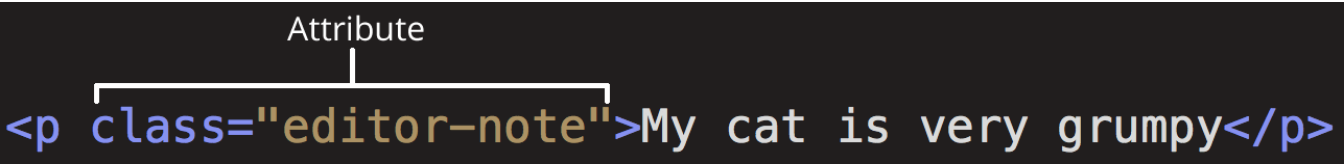 Attribute
<p class="editor-note">My cat is very grumpy</p>